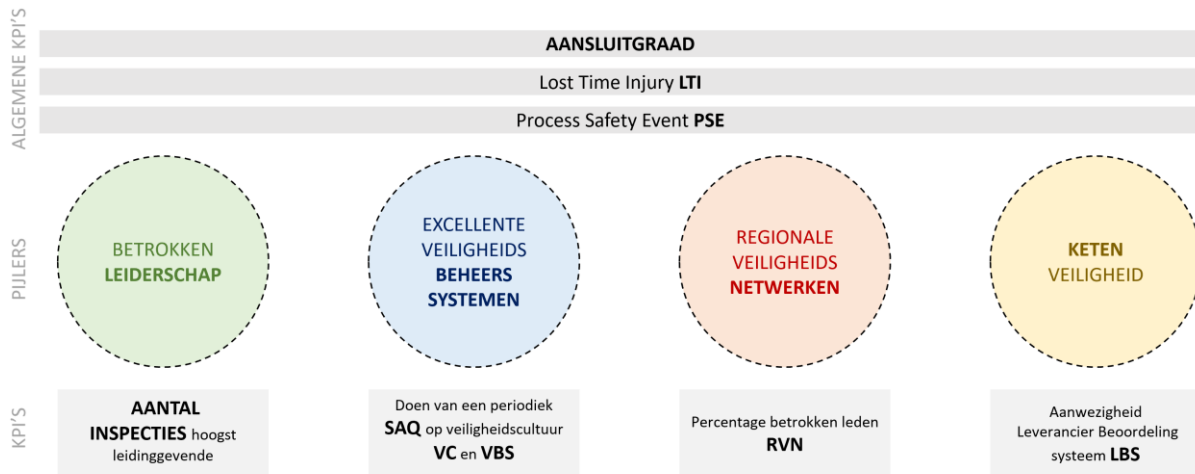 ALGEMENE KPI'S
AANSLUITGRAAD
Lost Time Injury LTI
Process Safety Event PSE
PIJLERS
BETROKKEN
LEIDERSCHAP
EXCELLENTE
VEILIGHEIDS
BEHEERS
SYSTEMEN
REGIONALE
VEILIGHEIDS
NETWERKEN
KETEN
VEILIGHEID
KPI'S
AANTAL
INSPECTIES hoogst
leidinggevende
Doen van een periodiek
SAQ op veiligheidscultuur
VC en VBS
Percentage betrokken leden
RVN
Aanwezigheid
Leverancier Beoordeling
systeem LBS